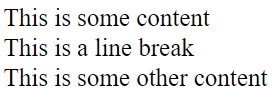 This is some content
This is a line break
This is some other content